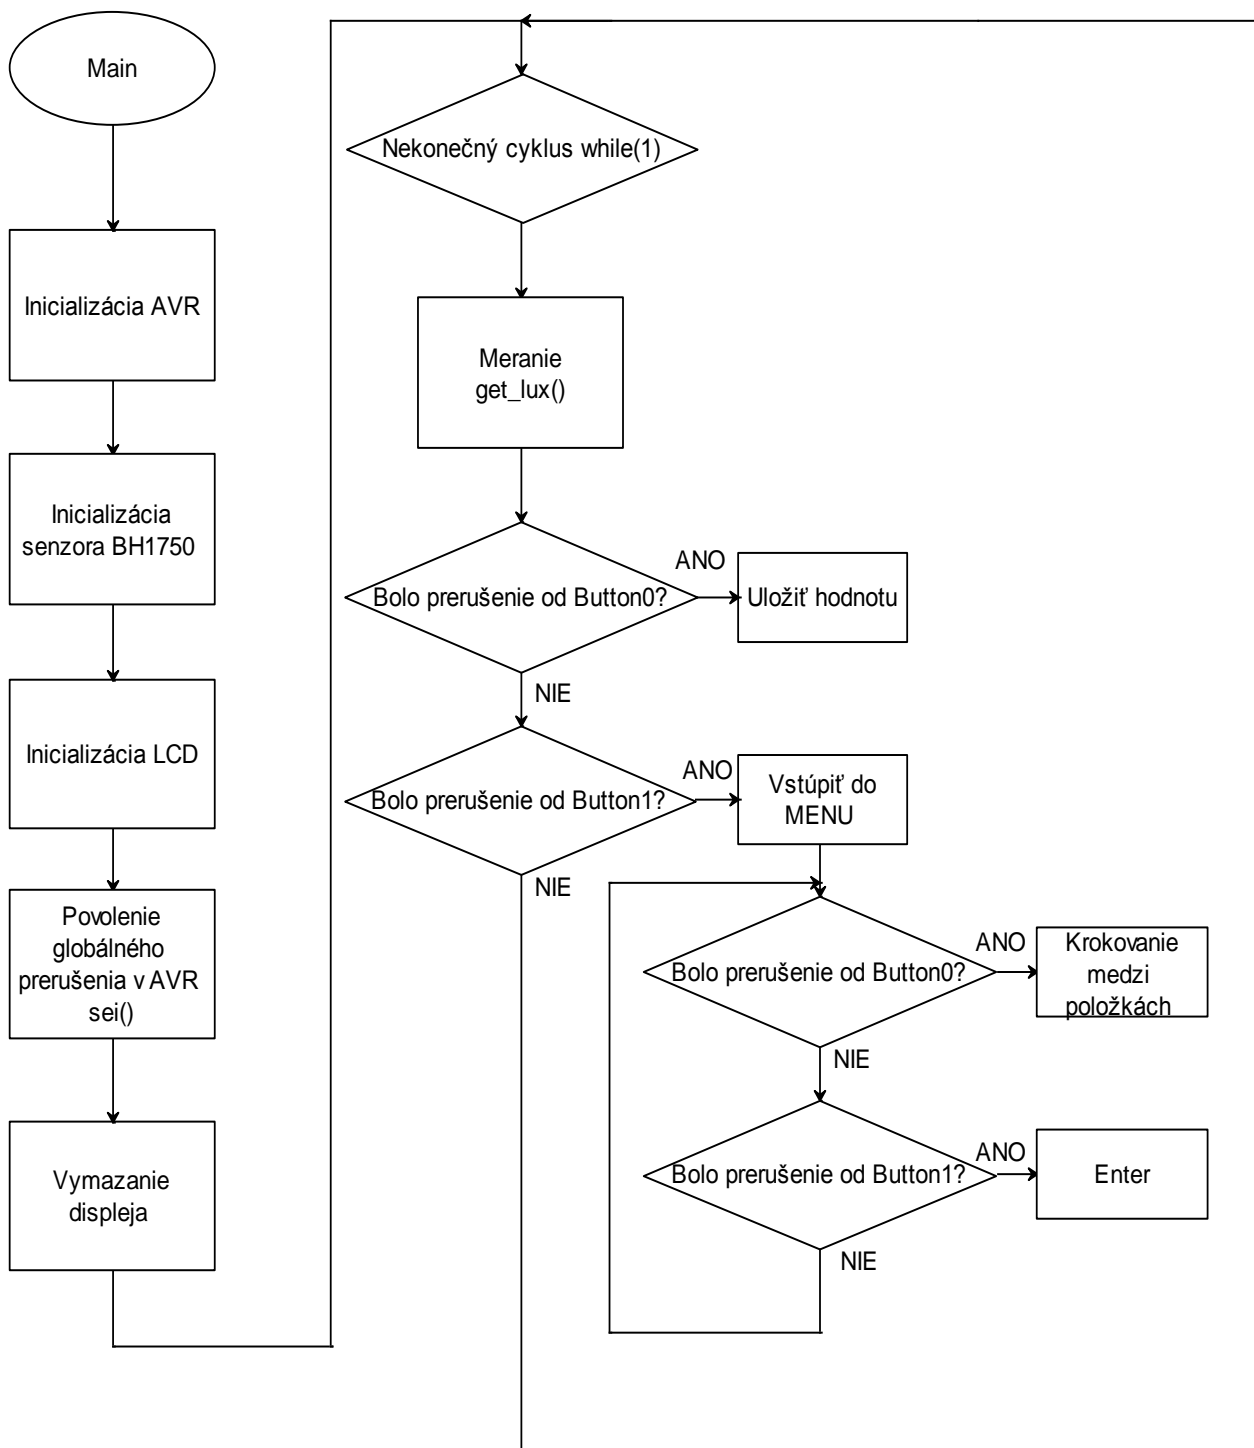 Main
Inicializácia AVR
Inicializácia
senzora BH1750
Inicializácia LCD
Povolenie
globálného
prerušenia v AVR
sei()
Vymazanie
displeja
Nekonečný cyklus while(1)
Meranie
get_lux()
Bolo prerušenie od Button0?
ANO
Uložiť hodnotu
NIE
Bolo prerušenie od Button1?
ANO
Vstúpiť do
MENU
NIE
Bolo prerušenie od Button0?
ANO
Krokovanie
medzi
položkách
NIE
Bolo prerušenie od Button1?
ANO
Enter
NIE